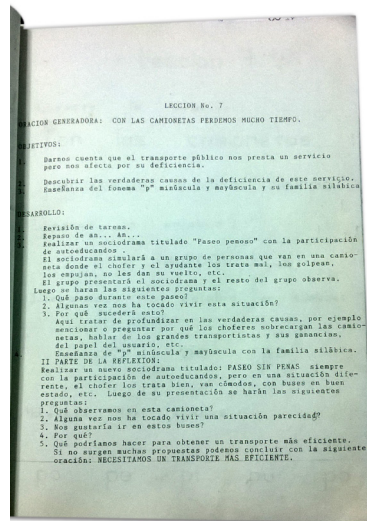 LECCION No. 7
ORACION GENERADORA: CON LAS CAMIONETAS PERDEMOS MUCHO TIEMPO.
OBJETIVOS:
Darnos cuenta que el transporte público nos presta un servicio
pero nos afecta por su deficiencia.
Descubrir las verdaderas causas de la deficiencia de este servicio.
Enseñanza del fonema "p" minúscula y mayúscula y su familia silábica
DESARROLLO:
Revisión de tareas.
Repaso de an... An...
Realizar un sociodrama titulado "Paseo penoso" con la participación
de autoeducandos .
El sociodrama simulará a un grupo de personas que van en una camio-
neta donde el chofer y el ayudante los trata mal, los golpean,
los empujan, no les dan su vuelto, etc.
El grupo presentará el sociodrama y el resto del grupo observa.
Luego se haran las siguientes preguntas:
1. Qué paso durante este paseo?
2. Algunas vez nos ha tocado vivir esta situación?
3. Por qué sucederá esto?
Aquí tratar de profundizar en las verdaderas causas, por ejemplo
mencionar o preguntar por qué los choferes sobrecargan las camio-
netas, hablar de los grandes transportistas y sus ganancias,
del papel del usuario, etc.
Enseñanza de "p" minúscula y mayúscula con la familia silábica.
II PARTE DE LA REFLEXION:
Realizar un nuevo sociodrama titulado: PASEO SIN PENAS siempre
con la participación de autoeducandos, pero en una situación dife-
rente, el chofer los trata bien, van cómodos, con buses en buen
estado, etc. Luego de su presentación se harán las siguientes
preguntas:
1. Qué observamos en esta camioneta?
2. Alguna vez nos ha tocado vivir una situación parecidad?
3. Nos gustaría ir en estos buses?
4. Por qué?
5. Qué podríamos hacer para obtener un transporte más eficiente.
Si no surgen muchas propuestas podemos concluir con la siguiente
oración: NECESITAMOS UN TRANSPORTE MAS EFICIENTE.